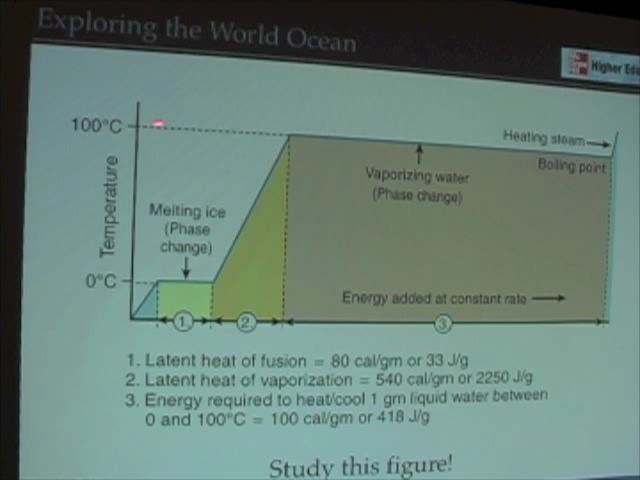 Exploring the World Ocean
Higher Edu
100°C
Heating steam
Boiling point
Vaporizing water
(Phase change)
Temperature
Melting ice
(Phase
change)
0°C
Energy added at constant rate
1. 2. 3.
1. Latent heat of fusion = 80 cal/gm or 33 J/g
2. Latent heat of vaporization = 540 cal/gm or 2250 J/g
3. Energy required to heat/cool 1 gm liquid water between
0 and 100°C = 100 cal/gm or 418 J/g
Study this figure!